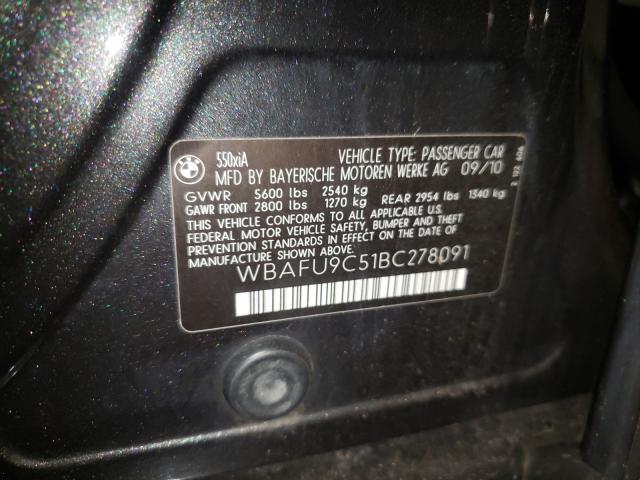 BMW
550xiA VEHICLE TYPE: PASSENGER CAR
MFD BY BAYERISCHE MOTOREN WERKE AG 09/10
GVWR 5600 lbs 2540 kg
GAWR FRONT 2800 lbs 1270 kg REAR 2954 lbs 1340 kg
THIS VEHICLE CONFORMS TO ALL APPLICABLE U.S.
FEDERAL MOTOR VEHICLE SAFETY, BUMPER AND THEFT
PREVENTION STANDARDS IN EFFECT ON THE DATE OF
MANUFACTURE SHOWN ABOVE.
WBAFU9C51BC278091